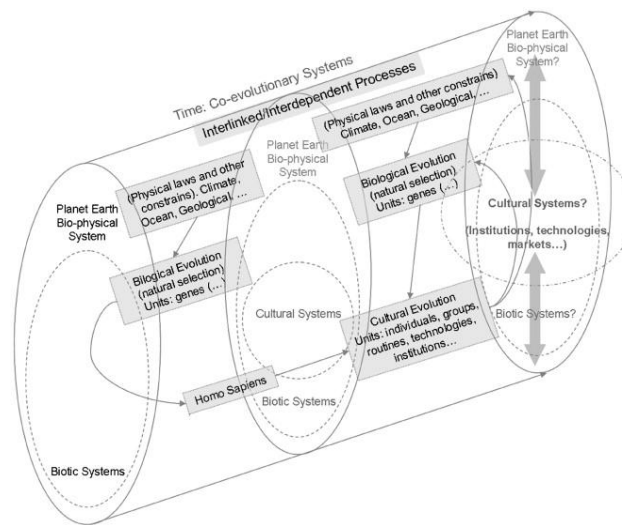 Time: Co-evolutionary Systems
Interlinked/Interdependent Processes
Planet Earth
Bio-physical
System
(Physical laws and other
constrains), Climate,
Ocean, Geological, ...
Bilogical Evolution
(natural selection)
Units: genes (...)
Homo Sapiens
Biotic Systems
Planet Earth
Bio-physical
System
Cultural Systems
Biotic Systems
(Physical laws and other constrains)
Climate, Ocean, Geological, ...
Biological Evolution
(natural selection)
Units: genes (...)
Cultural Evolution
Units: individuals, groups,
routines, technologies,
institutions...
Planet Earth
Bio-physical
System?
Cultural Systems?
(Institutions, technologies,
markets...)
Biotic Systems?